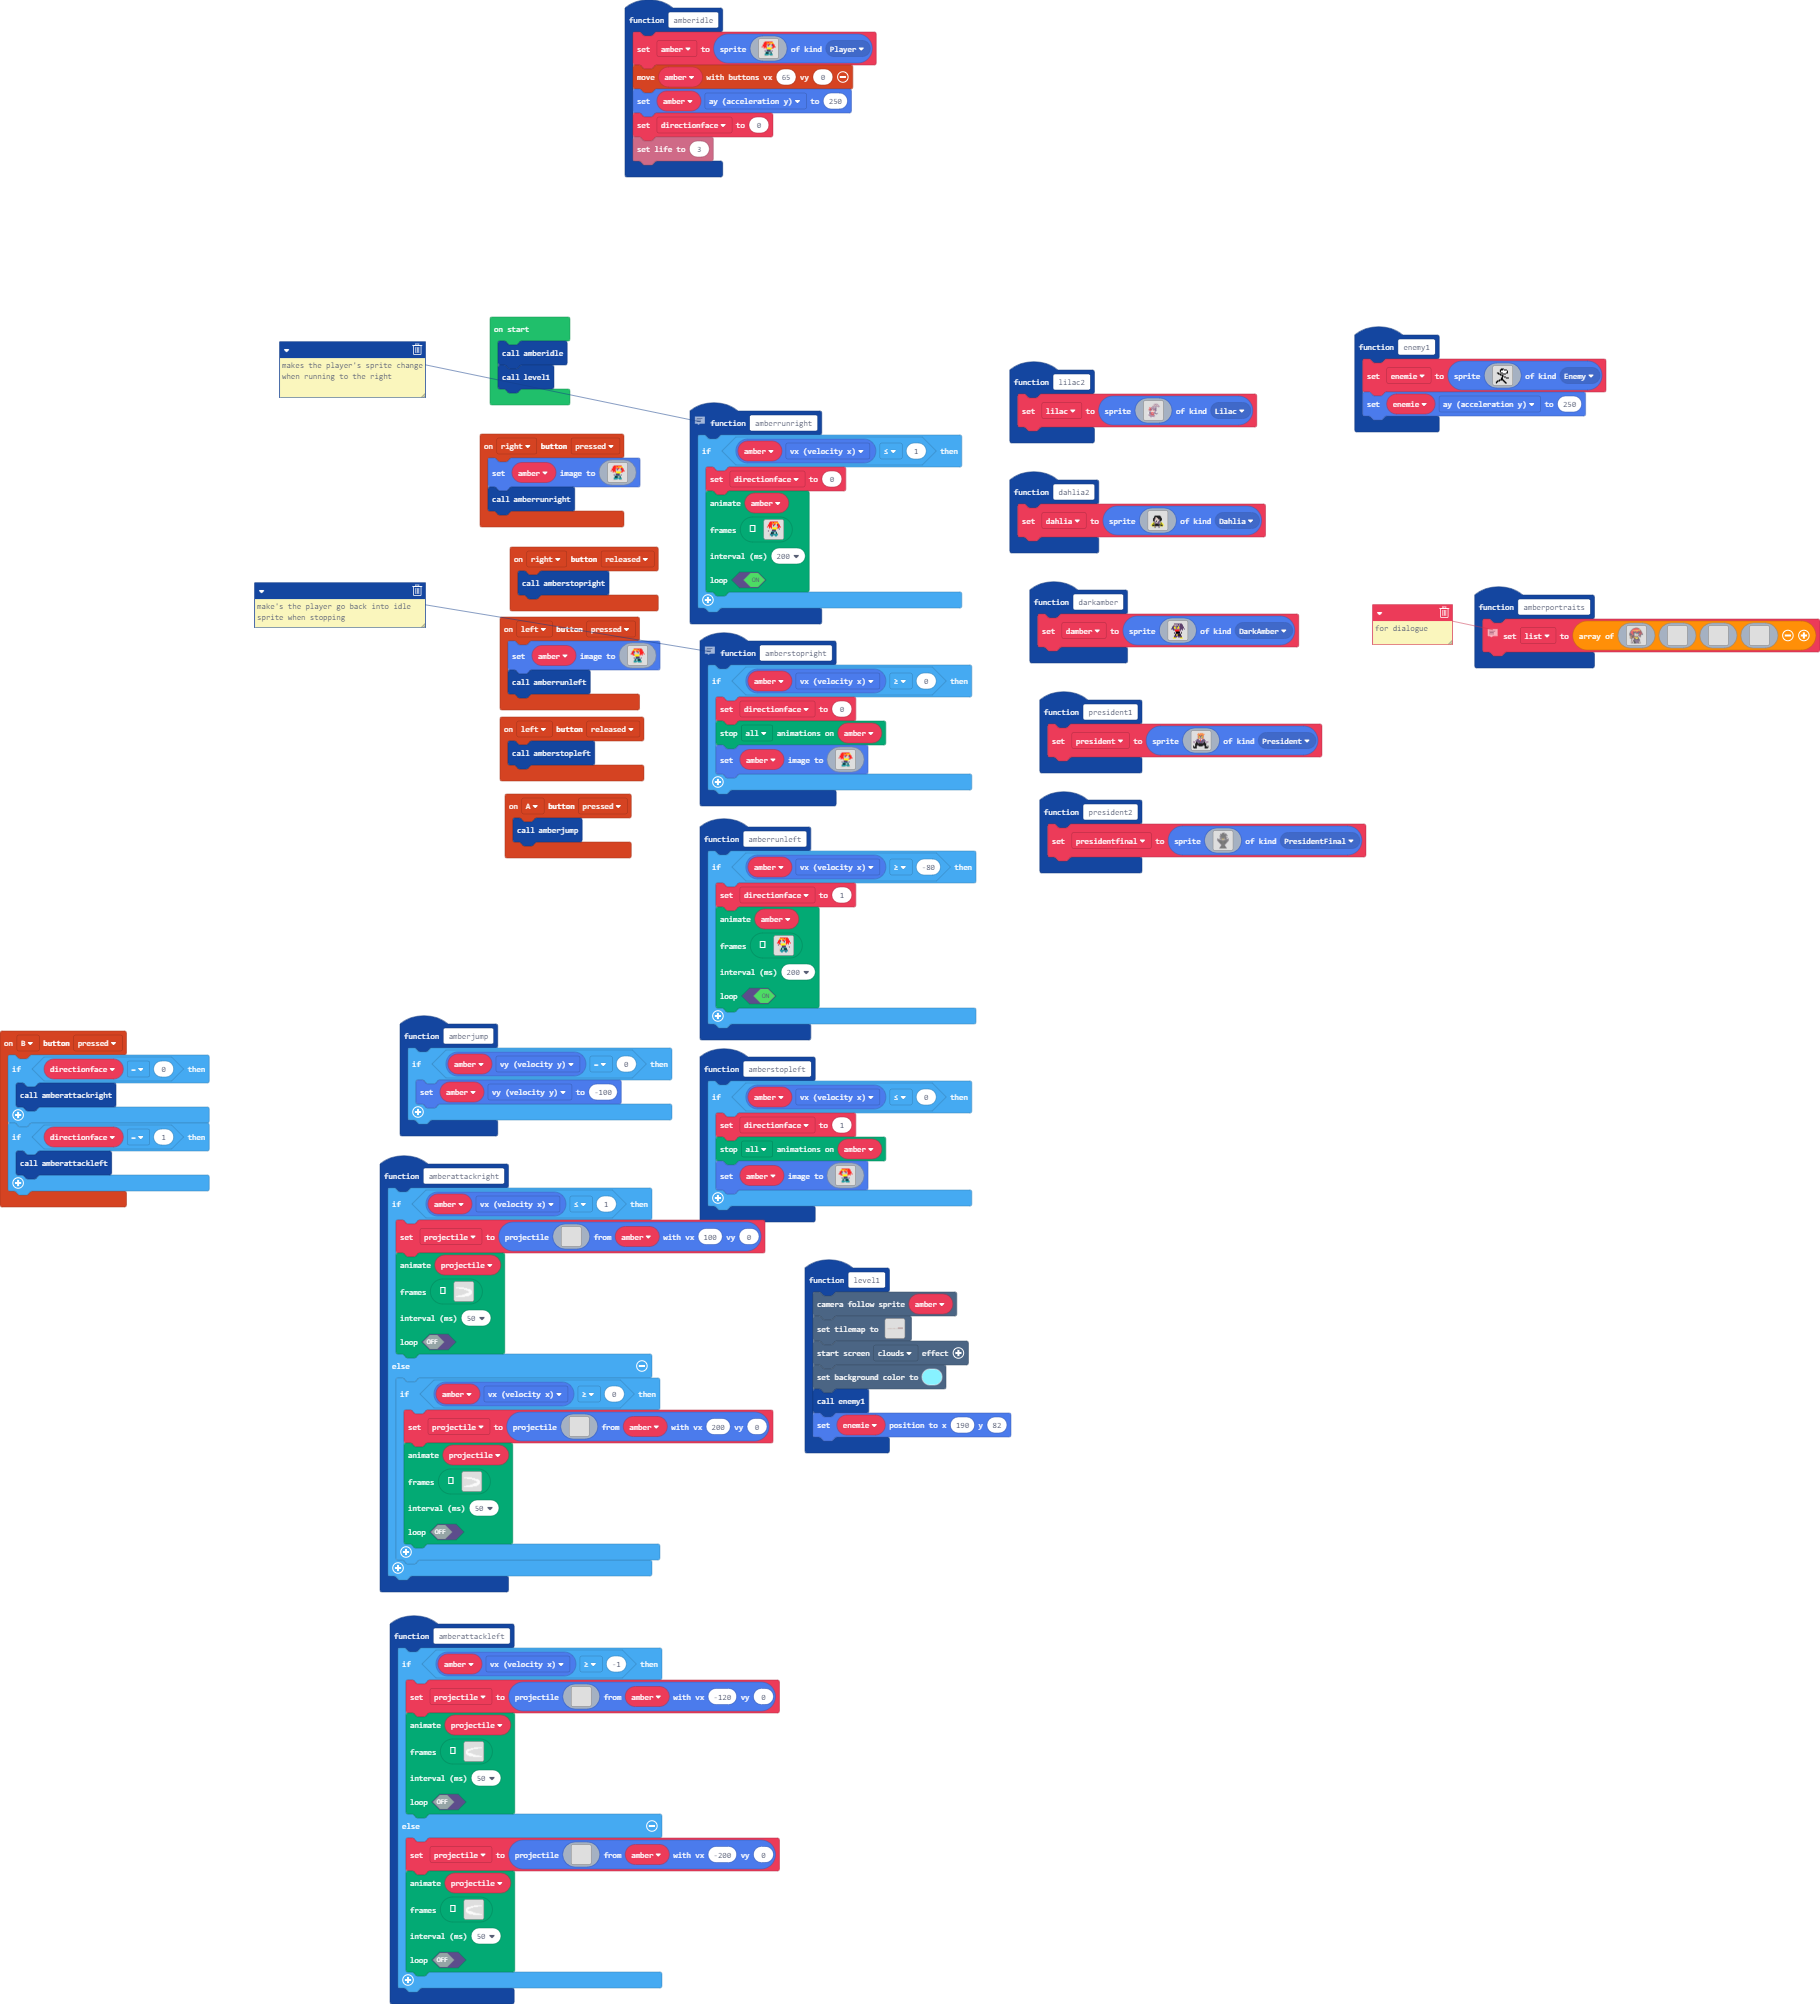 function amberidle
set amber to sprite of kind Player
move amber with buttons vx 65 vy 0
set amber ay (acceleration y) to 250
set directionface to 0
set life to 3
on start
call amberidle
call level1
makes the player's sprite change
when running to the right
on right button pressed
set amber image to
call amberrunright
on right button released
call amberstopright
make's the player go back into idle
sprite when stopping
on left button pressed
set amber image to
call amberrunleft
on left button released
call amberstopleft
on A button pressed
call amberjump
function amberrunright
if amber vx (velocity x) ≤ 1 then
set directionface to 0
animate amber
frames
interval (ms) 200
loop ON
function amberstopright
if amber vx (velocity x) ≥ 0 then
set directionface to 0
stop all animations on amber
set amber image to
function amberrunleft
if amber vx (velocity x) ≥ -80 then
set directionface to 1
animate amber
frames
interval (ms) 200
loop ON
function amberstopleft
if amber vx (velocity x) ≤ 0 then
set directionface to 1
stop all animations on amber
set amber image to
function lilac2
set lilac to sprite of kind Lilac
function dahlia2
set dahlia to sprite of kind Dahlia
function darkamber
set damber to sprite of kind DarkAmber
function president1
set president to sprite of kind President
function president2
set presidentfinal to sprite of kind PresidentFinal
function enemy1
set enemie to sprite of kind Enemy
set enemie ay (acceleration y) to 250
for dialogue
function amberportraits
set list to array of
on B button pressed
if directionface = 0 then
call amberattackright
if directionface = 1 then
call amberattackleft
function amberjump
if amber vy (velocity y) = 0 then
set amber vy (velocity y) to -100
function amberattackright
if amber vx (velocity x) ≤ 1 then
set projectile to projectile from amber with vx 100 vy 0
animate projectile
frames
interval (ms) 50
loop OFF
else
if amber vx (velocity x) ≥ 0 then
set projectile to projectile from amber with vx 200 vy 0
animate projectile
frames
interval (ms) 50
loop OFF
function level1
camera follow sprite amber
set tilemap to
start screen clouds effect
set background color to
call enemy1
set enemie position to x 190 y 82
function amberattackleft
if amber vx (velocity x) ≥ -1 then
set projectile to projectile from amber with vx -120 vy 0
animate projectile
frames
interval (ms) 50
loop OFF
else
set projectile to projectile from amber with vx -200 vy 0
animate projectile
frames
interval (ms) 50
loop OFF